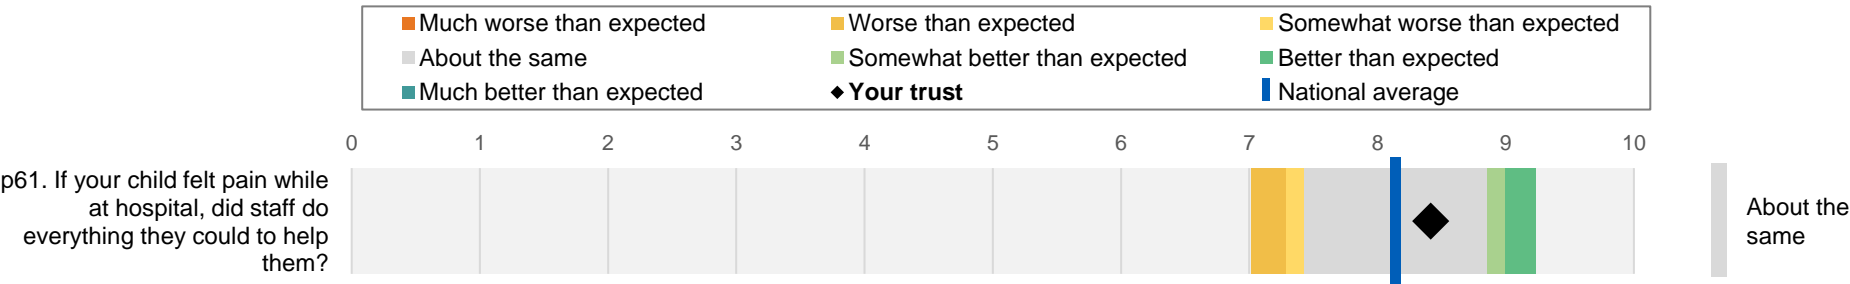 Much worse than expected Worse than expected Somewhat worse than expected
About the same Somewhat better than expected Better than expected
Much better than expected Your trust National average
0 1 2 3 4 5 6 7 8 9 10
p61. If your child felt pain while
at hospital, did staff do
everything they could to help
them?
About the
same